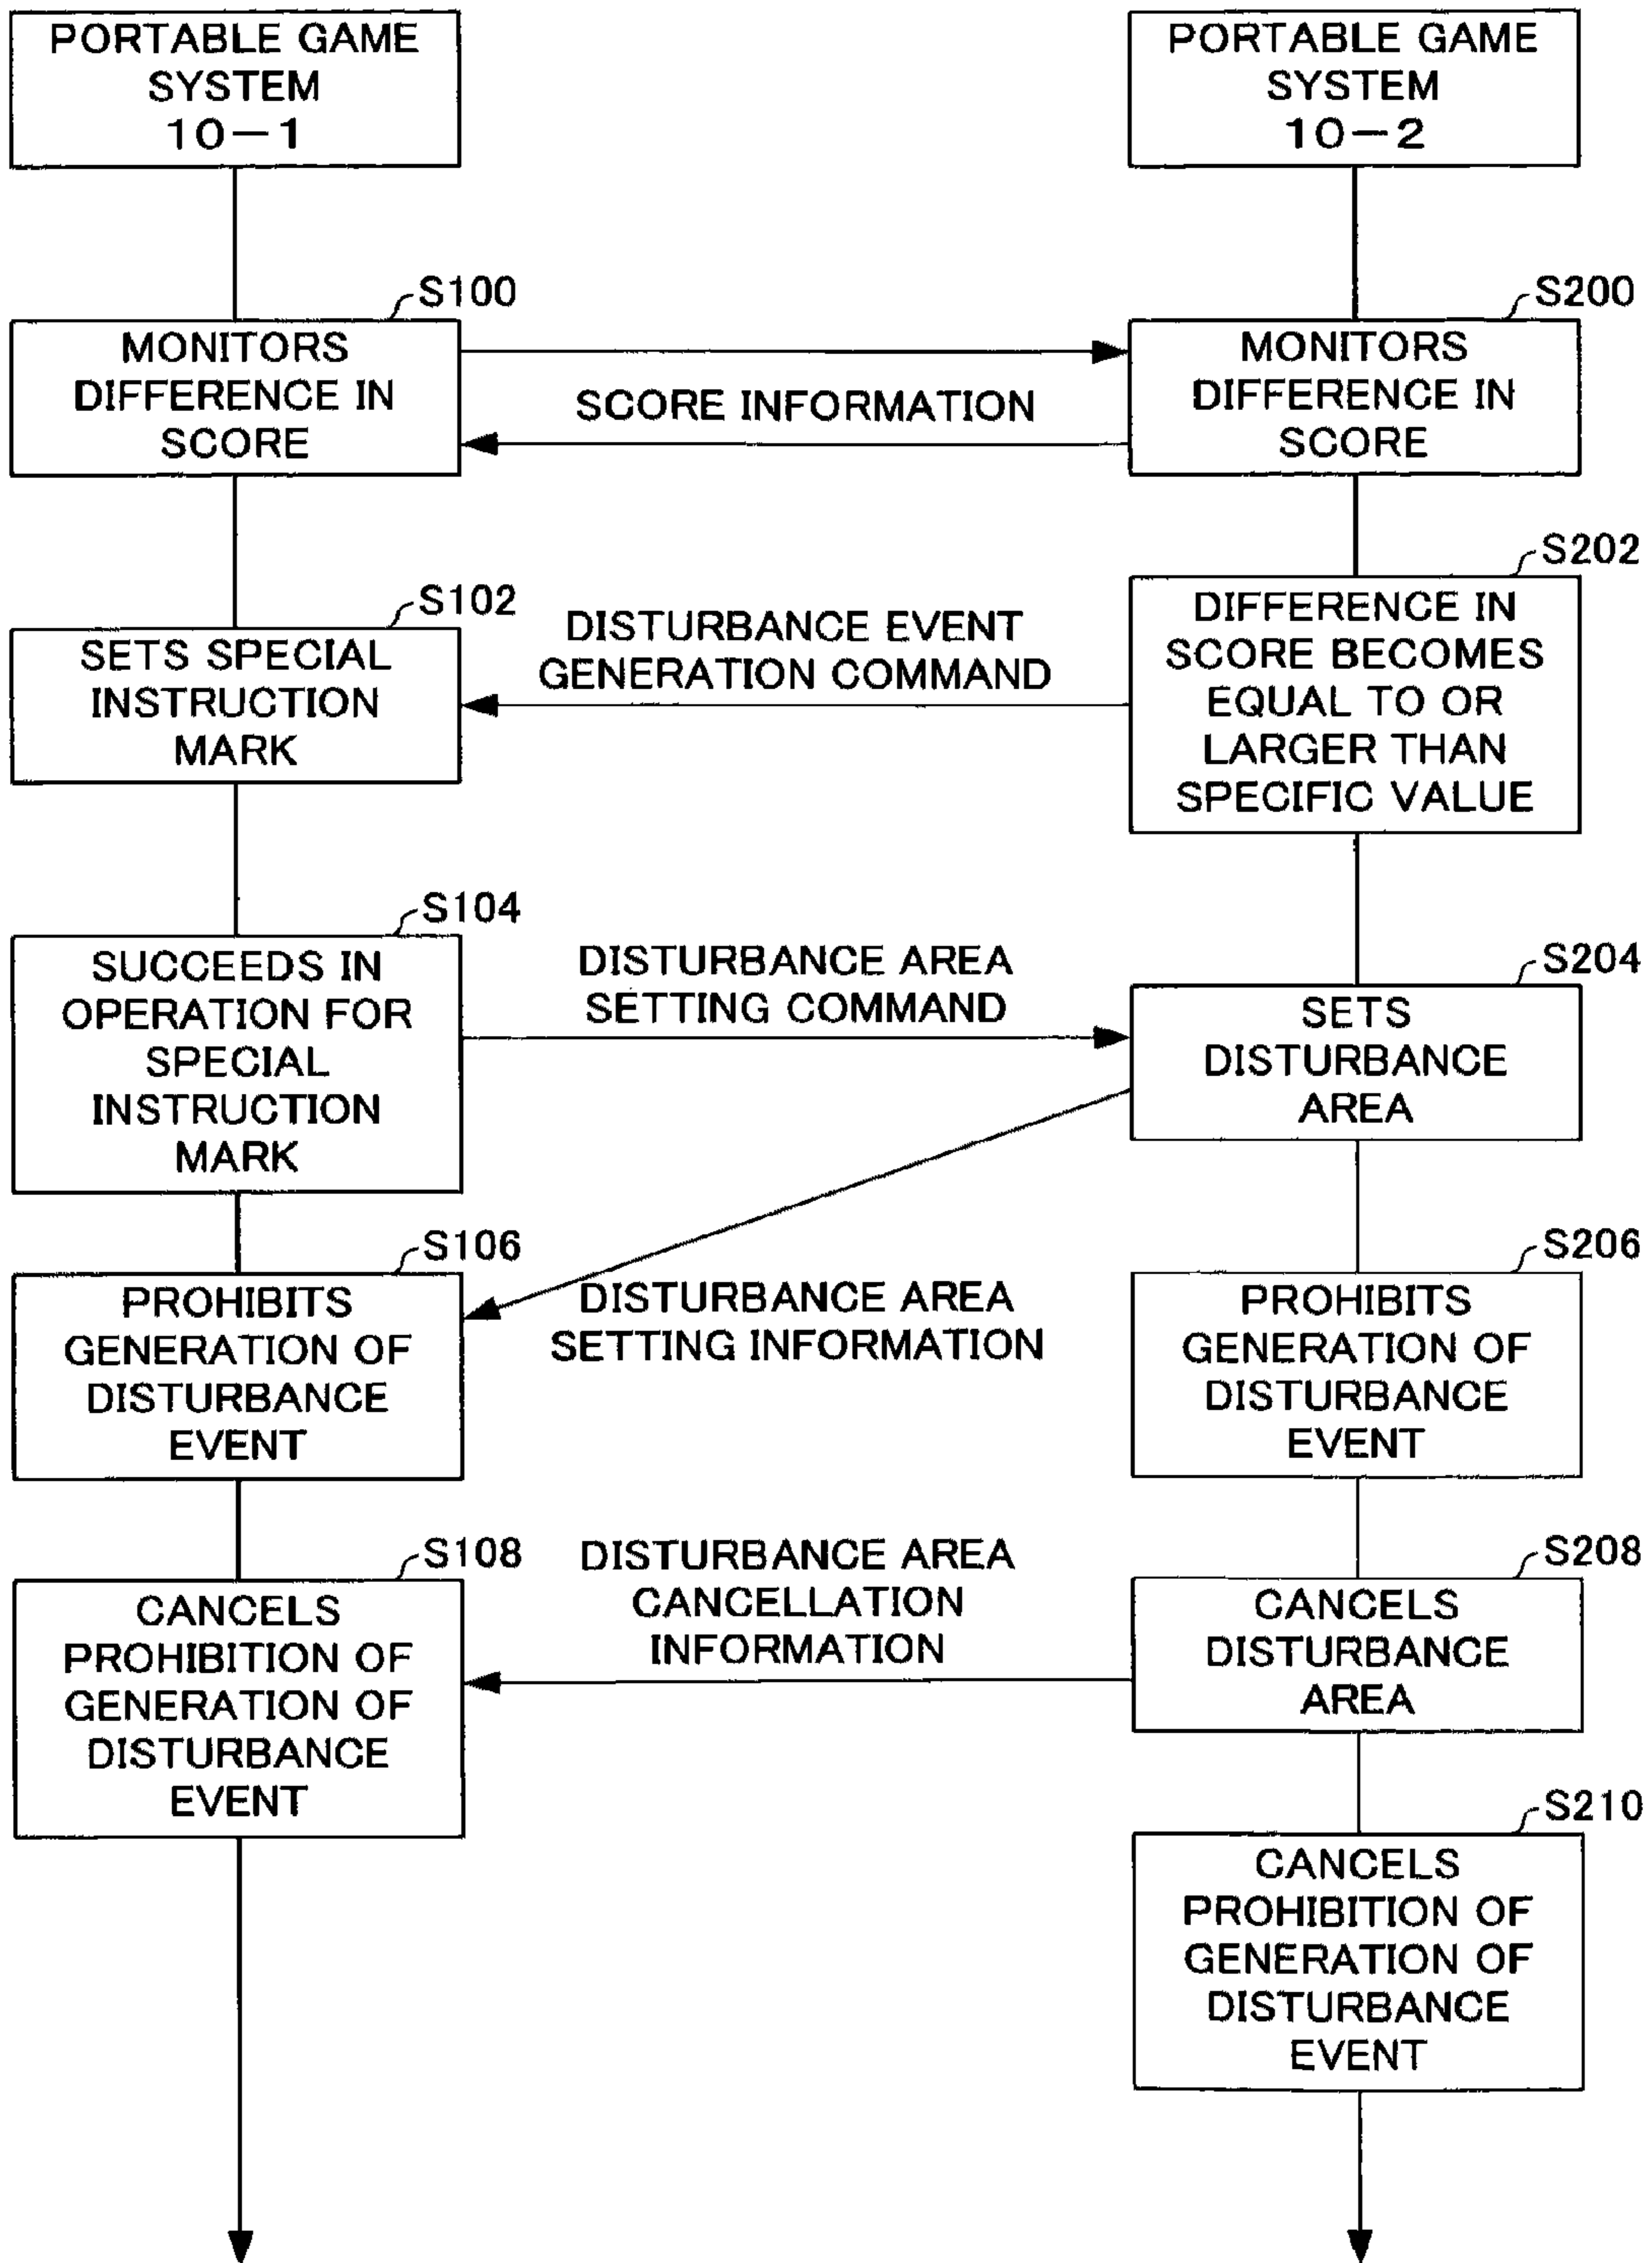 PORTABLE GAME
SYSTEM
10-1
PORTABLE GAME
SYSTEM
10-2
S100
MONITORS
DIFFERENCE IN
SCORE
SCORE INFORMATION
S200
MONITORS
DIFFERENCE IN
SCORE
S102
SETS SPECIAL
INSTRUCTION
MARK
DISTURBANCE EVENT
GENERATION COMMAND
S202
DIFFERENCE IN
SCORE BECOMES
EQUAL TO OR
LARGER THAN
SPECIFIC VALUE
S104
SUCCEEDS IN
OPERATION FOR
SPECIAL
INSTRUCTION
MARK
DISTURBANCE AREA
SETTING COMMAND
S204
SETS
DISTURBANCE
AREA
S106
PROHIBITS
GENERATION OF
DISTURBANCE
EVENT
DISTURBANCE AREA
SETTING INFORMATION
S206
PROHIBITS
GENERATION OF
DISTURBANCE
EVENT
S108
CANCELS
PROHIBITION OF
GENERATION OF
DISTURBANCE
EVENT
DISTURBANCE AREA
CANCELLATION
INFORMATION
S208
CANCELS
DISTURBANCE
AREA
S210
CANCELS
PROHIBITION OF
GENERATION OF
DISTURBANCE
EVENT